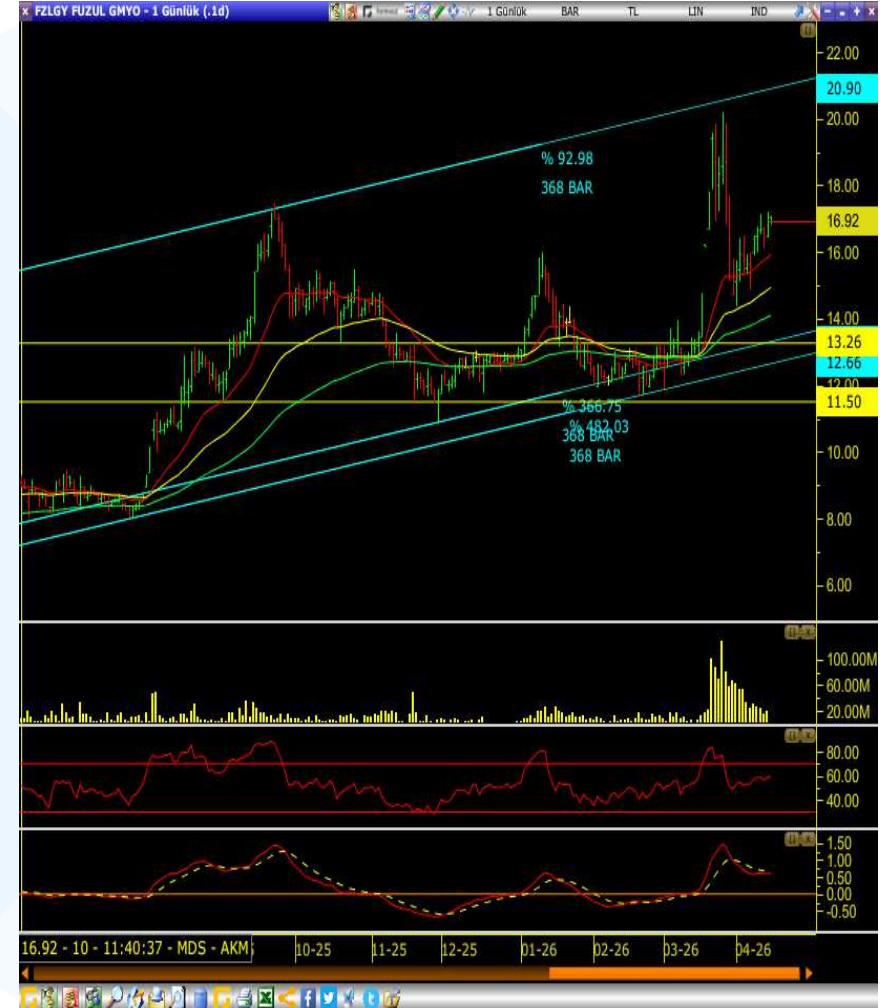 FZLGY FUZUL GMYO - 1 Günlük (.1d)
1 Günlük BAR TL LIN IND
22.00
20.90
20.00
% 92.98
368 BAR
18.00
16.92
16.00
14.00
13.26
12.66
12.00
11.50
% 366.75
% 482.03
368 BAR
368 BAR
10.00
8.00
6.00
100.00M
60.00M
20.00M
80.00
60.00
40.00
1.50
1.00
0.50
0.00
-0.50
16.92 - 10 - 11:40:37 - MDS - AKM
10-25 11-25 12-25 01-26 02-26 03-26 04-26